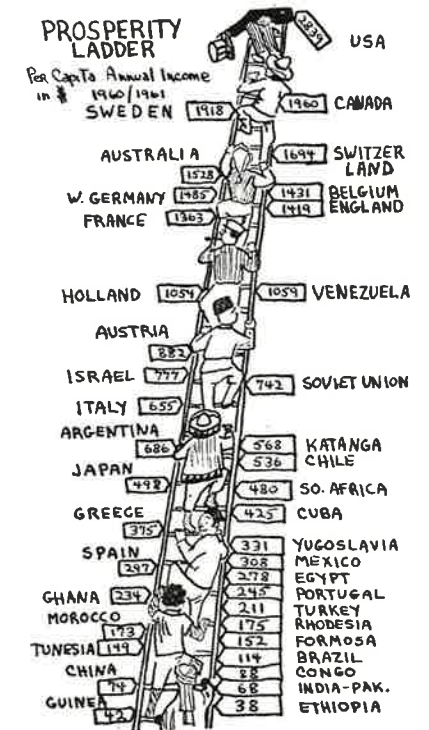 PROSPERITY
LADDER
Per Capita Annual Income
in $ 1960/1961
2839 USA
SWEDEN 1918
1960 CANADA
AUSTRALIA
1528
1694 SWITZER
LAND
W. GERMANY 1485
1431 BELGIUM
FRANCE 1363
1419 ENGLAND
HOLLAND 1054
1059 VENEZUELA
AUSTRIA
882
ISRAEL 777
742 SOVIET UNION
ITALY 655
ARGENTINA
686
568 KATANGA
536 CHILE
JAPAN
498
480 SO. AFRICA
GREECE
375
425 CUBA
SPAIN
297
331 YUGOSLAVIA
308 MEXICO
278 EGYPT
GHANA 234
245 PORTUGAL
MOROCCO
173
211 TURKEY
175 RHODESIA
TUNESIA 149
152 FORMOSA
CHINA
74
114 BRAZIL
88 CONGO
68 INDIA-PAK.
GUINEA
42
38 ETHIOPIA